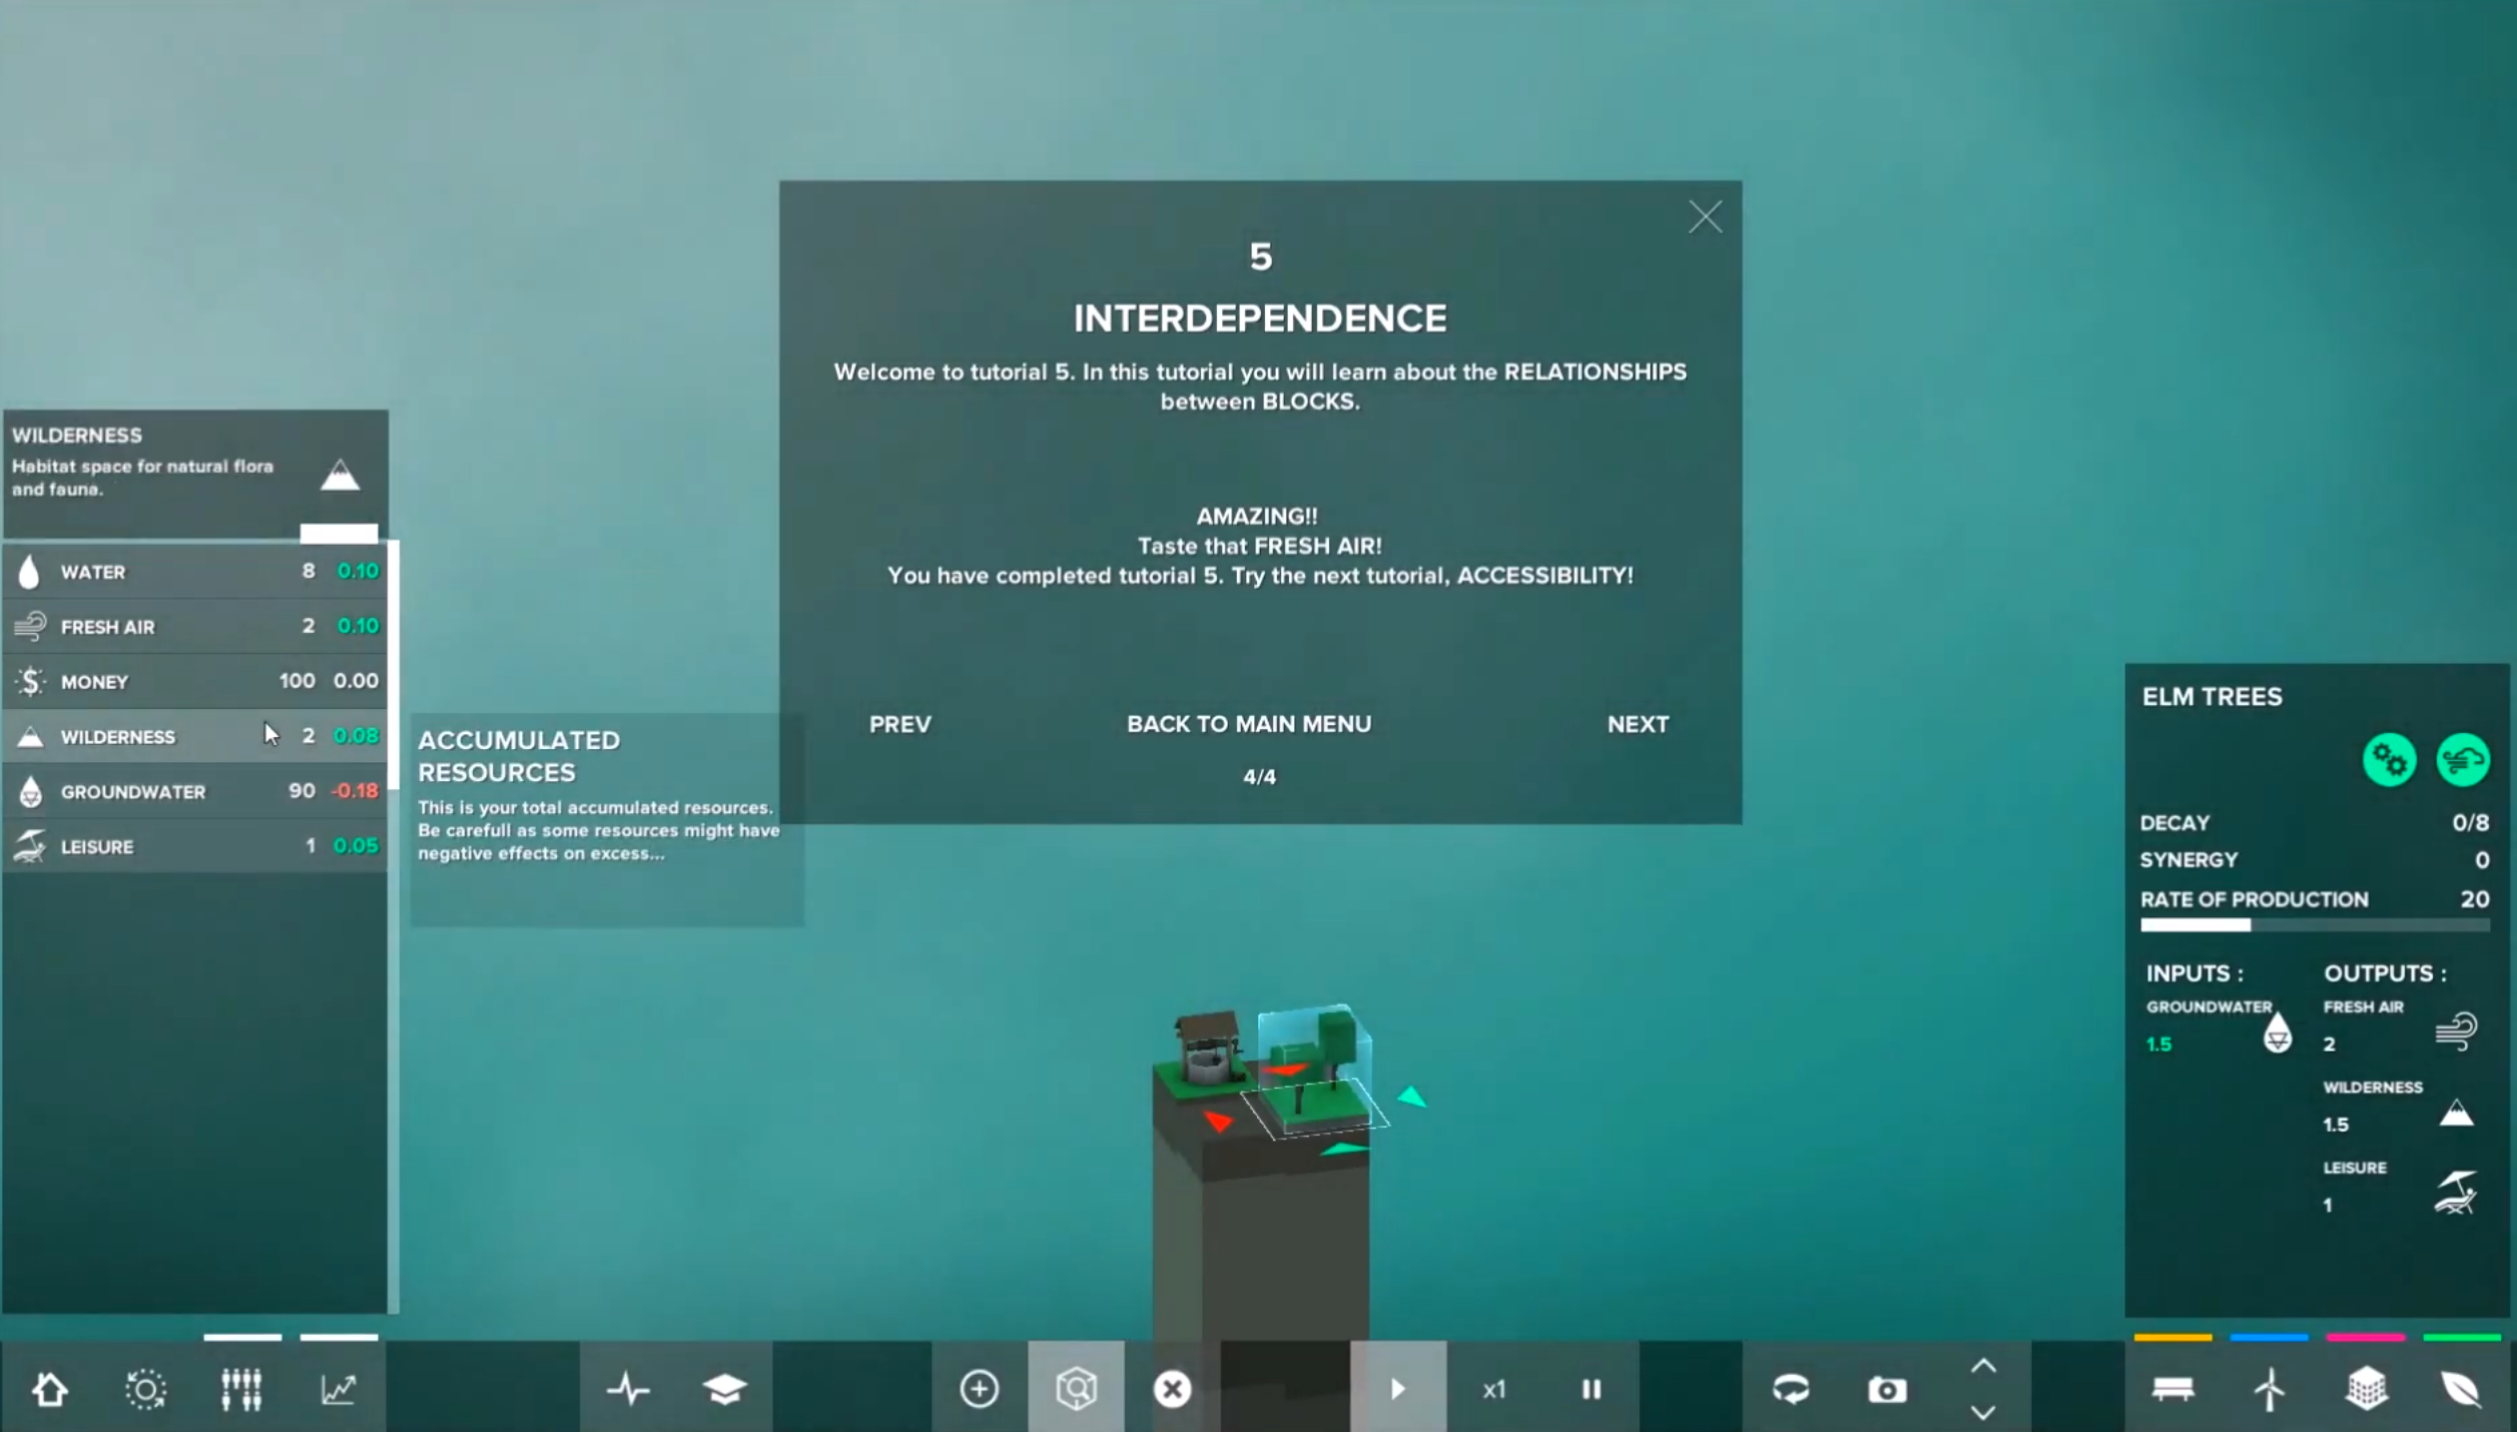 5
INTERDEPENDENCE
Welcome to tutorial 5. In this tutorial you will learn about the RELATIONSHIPS
between BLOCKS.
AMAZING!!
Taste that FRESH AIR!
You have completed tutorial 5. Try the next tutorial, ACCESSIBILITY!
PREV
BACK TO MAIN MENU
NEXT
4/4
WILDERNESS
Habitat space for natural flora
and fauna.
WATER 8 0.10
FRESH AIR 2 0.10
MONEY 100 0.00
WILDERNESS 2 0.08
GROUNDWATER 90 -0.18
LEISURE 1 0.05
ACCUMULATED
RESOURCES
This is your total accumulated resources.
Be carefull as some resources might have
negative effects on excess...
ELM TREES
DECAY 0/8
SYNERGY 0
RATE OF PRODUCTION 20
INPUTS : OUTPUTS :
GROUNDWATER FRESH AIR
1.5 2
WILDERNESS
1.5
LEISURE
1
x1